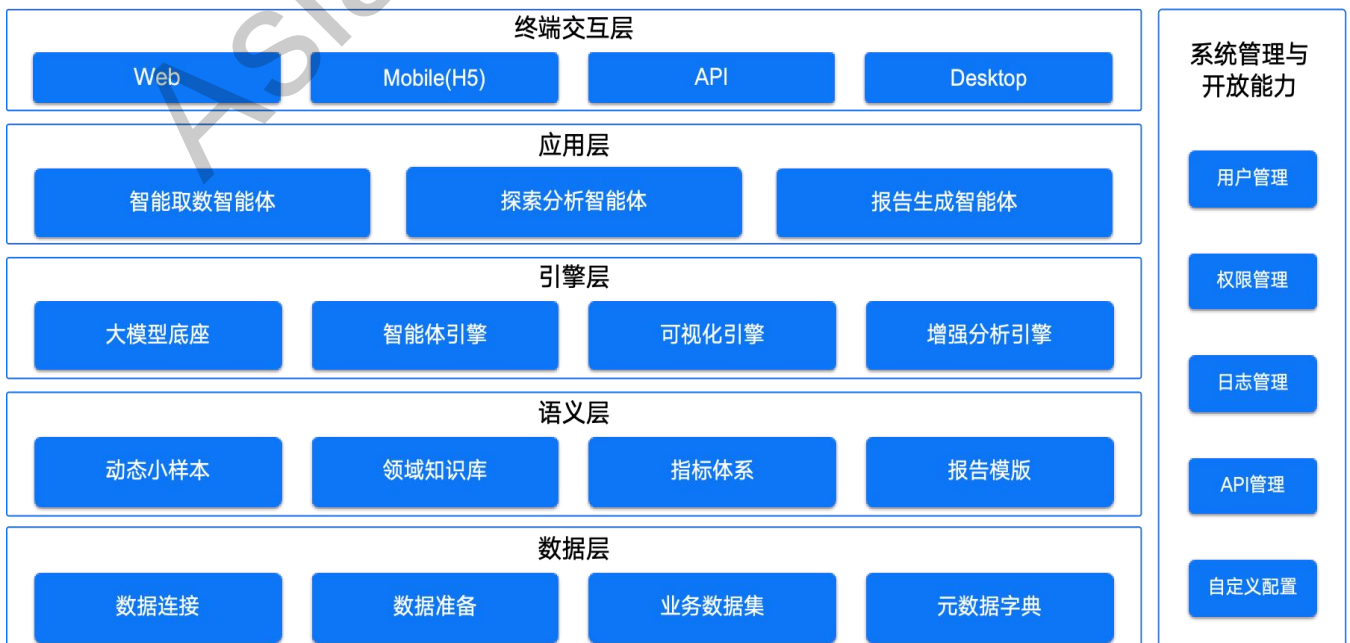 终端交互层
Web
Mobile(H5)
API
Desktop
应用层
智能取数智能体
探索分析智能体
报告生成智能体
引擎层
大模型底座
智能体引擎
可视化引擎
增强分析引擎
语义层
动态小样本
领域知识库
指标体系
报告模版
数据层
数据连接
数据准备
业务数据集
元数据字典
系统管理与
开放能力
用户管理
权限管理
日志管理
API管理
自定义配置